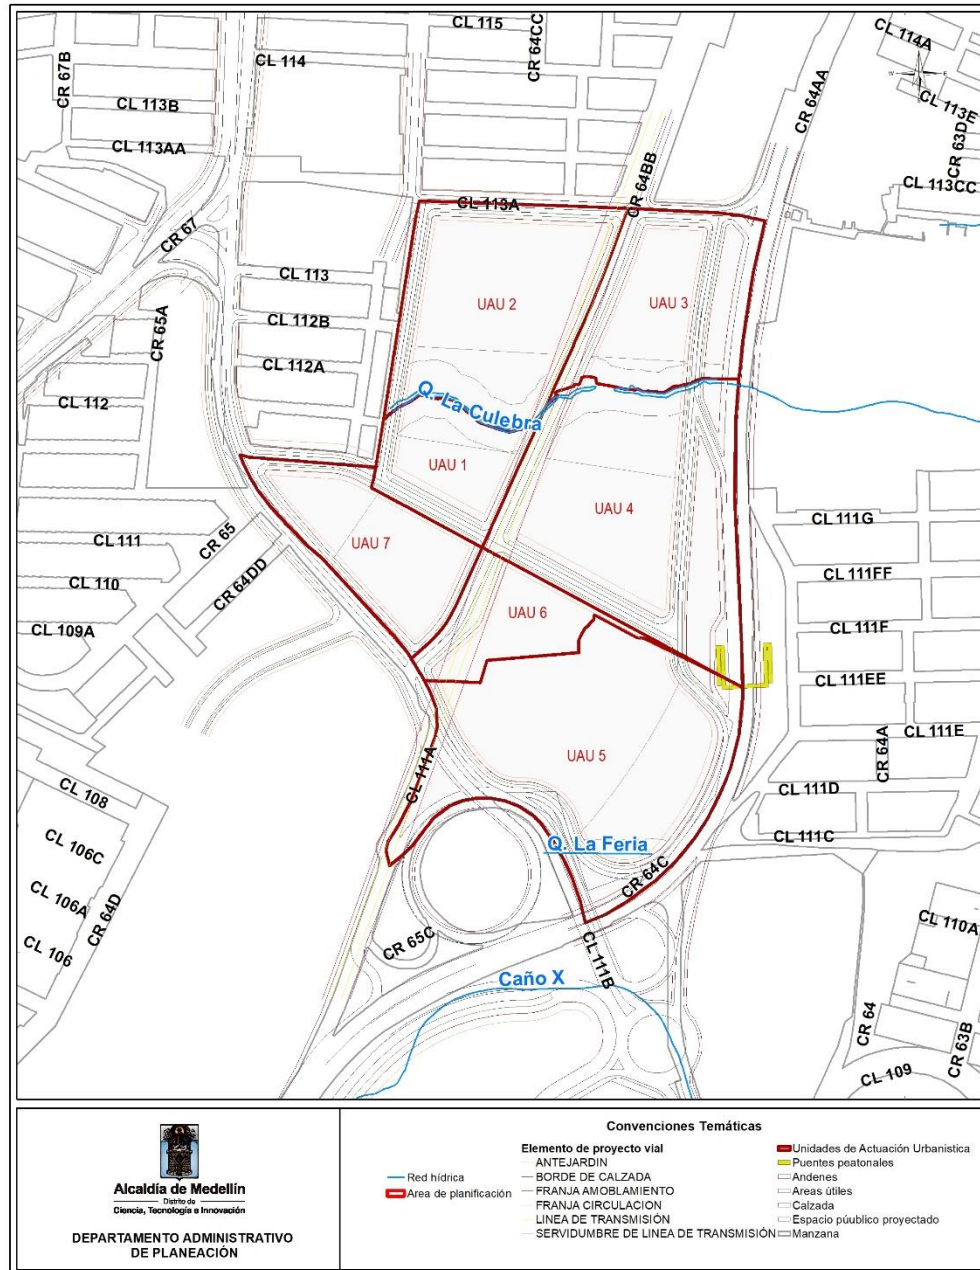 CL 115
CR 64CC
CL 114A
CL 114
CR 67B
CR 64AA
CL 113B
CL 113E
CR 63DE
CL 113AA
CR 64BB
CL 113CC
CL 113A
CR 67
CL 113
UAU 2
UAU 3
CR 65A
CL 112B
CL 112A
CL 112
Q. La Culebra
UAU 1
UAU 4
CL 111G
CL 111
CR 65
UAU 7
CL 110
CR 64DD
CL 111FF
UAU 6
CL 109A
CL 111F
CL 111EE
CR 64A
CL 111E
UAU 5
CL 111A
CL 108
CL 111D
CL 111C
CL 106C
Q. La Feria
CR 64C
CL 106A
CR 64D
CL 110A
CL 106
CR 65C
CL 111B
Caño X
CR 64
CR 63B
CL 109
W
E
Alcaldía de Medellín
Distrito de
Ciencia, Tecnología e Innovación
DEPARTAMENTO ADMINISTRATIVO
DE PLANEACIÓN
Convenciones Temáticas
Red hídrica
Area de planificación
Elemento de proyecto vial
ANTEJARDIN
BORDE DE CALZADA
FRANJA AMOBLAMIENTO
FRANJA CIRCULACION
LINEA DE TRANSMISIÓN
SERVIDUMBRE DE LINEA DE TRANSMISIÓN
Unidades de Actuación Urbanistica
Puentes peatonales
Andenes
Areas útiles
Calzada
Espacio púublico proyectado
Manzana